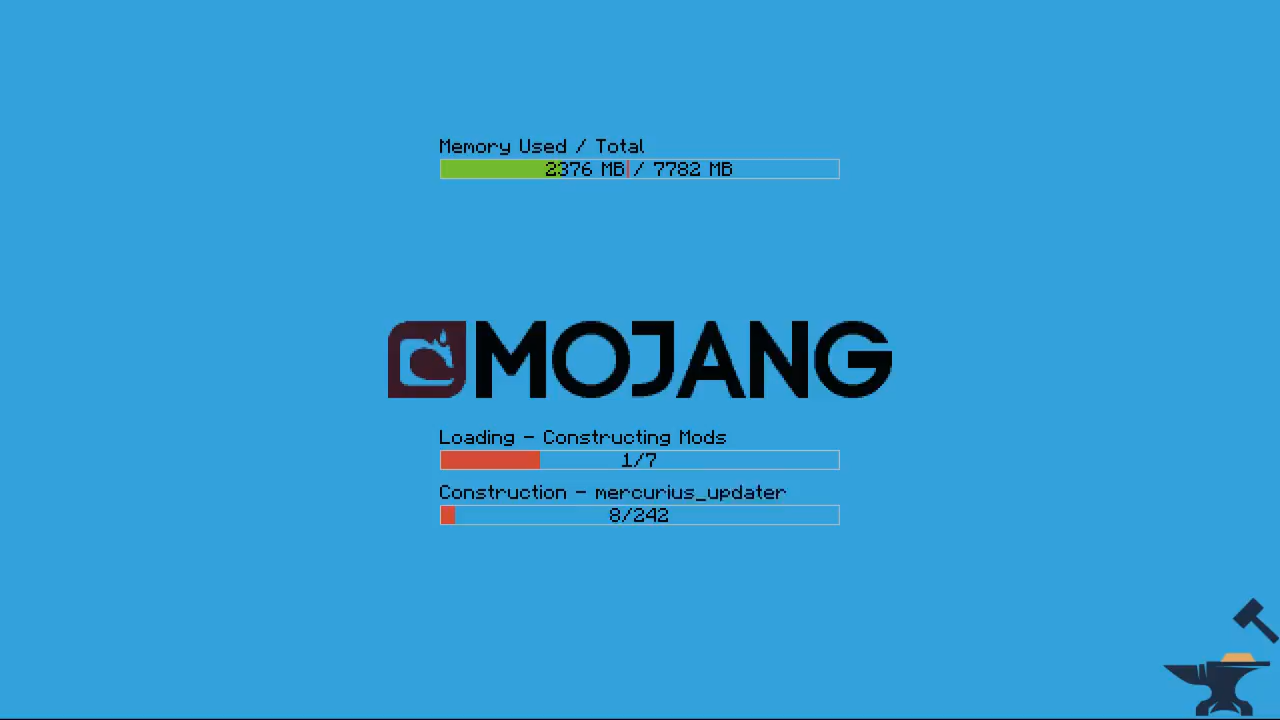 Memory Used / Total
2376 MB / 7782 MB
MOJANG
Loading - Constructing Mods
1/7
Construction - mercurius_updater
8/242